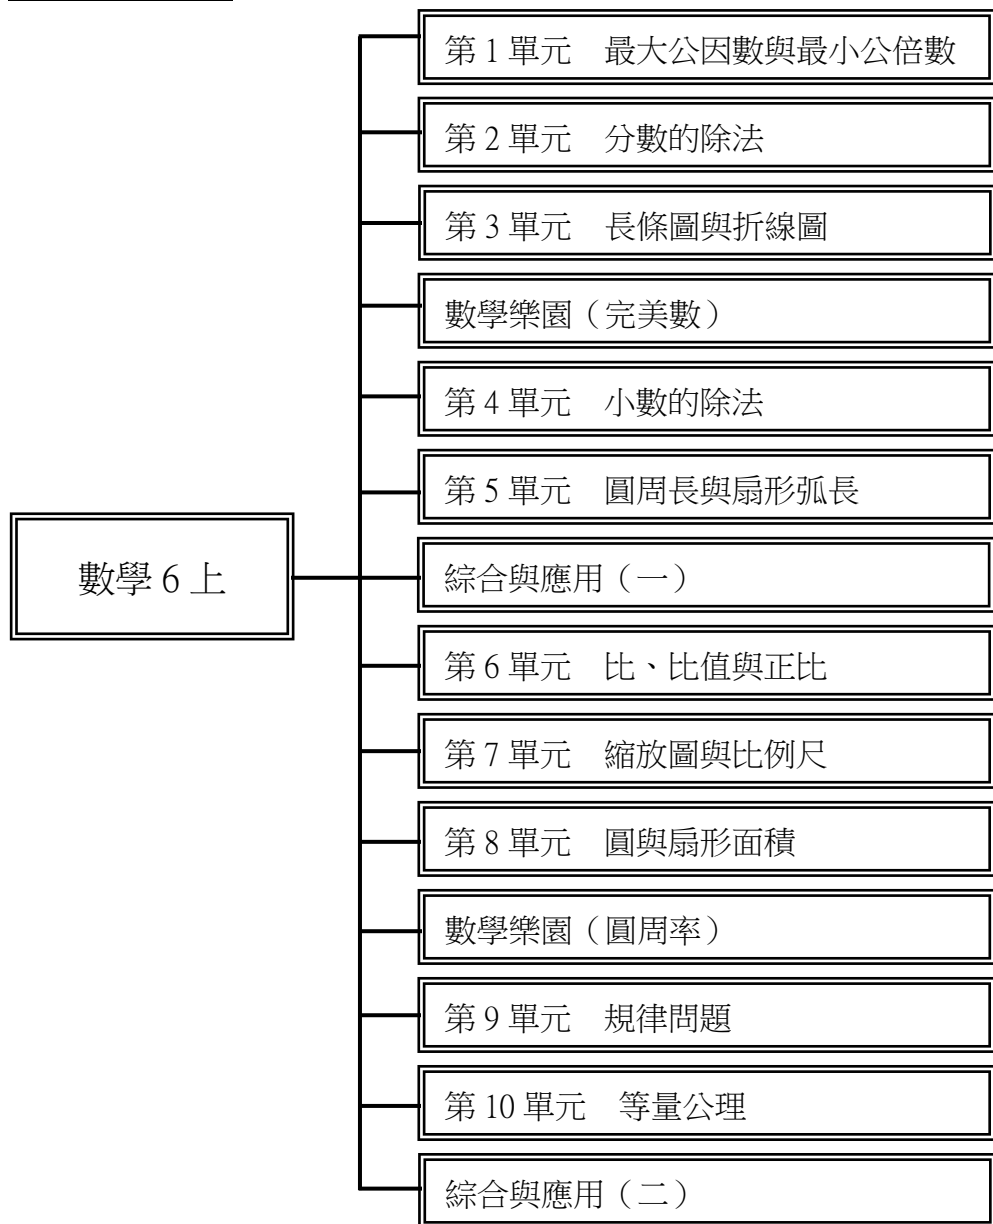 第 1 單元 最大公因數與最小公倍數
第 2 單元 分數的除法
第 3 單元 長條圖與折線圖
數學樂園（完美數）
第 4 單元 小數的除法
第 5 單元 圓周長與扇形弧長
數學 6 上
綜合與應用（一）
第 6 單元 比、比值與正比
第 7 單元 縮放圖與比例尺
第 8 單元 圓與扇形面積
數學樂園（圓周率）
第 9 單元 規律問題
第 10 單元 等量公理
綜合與應用（二）